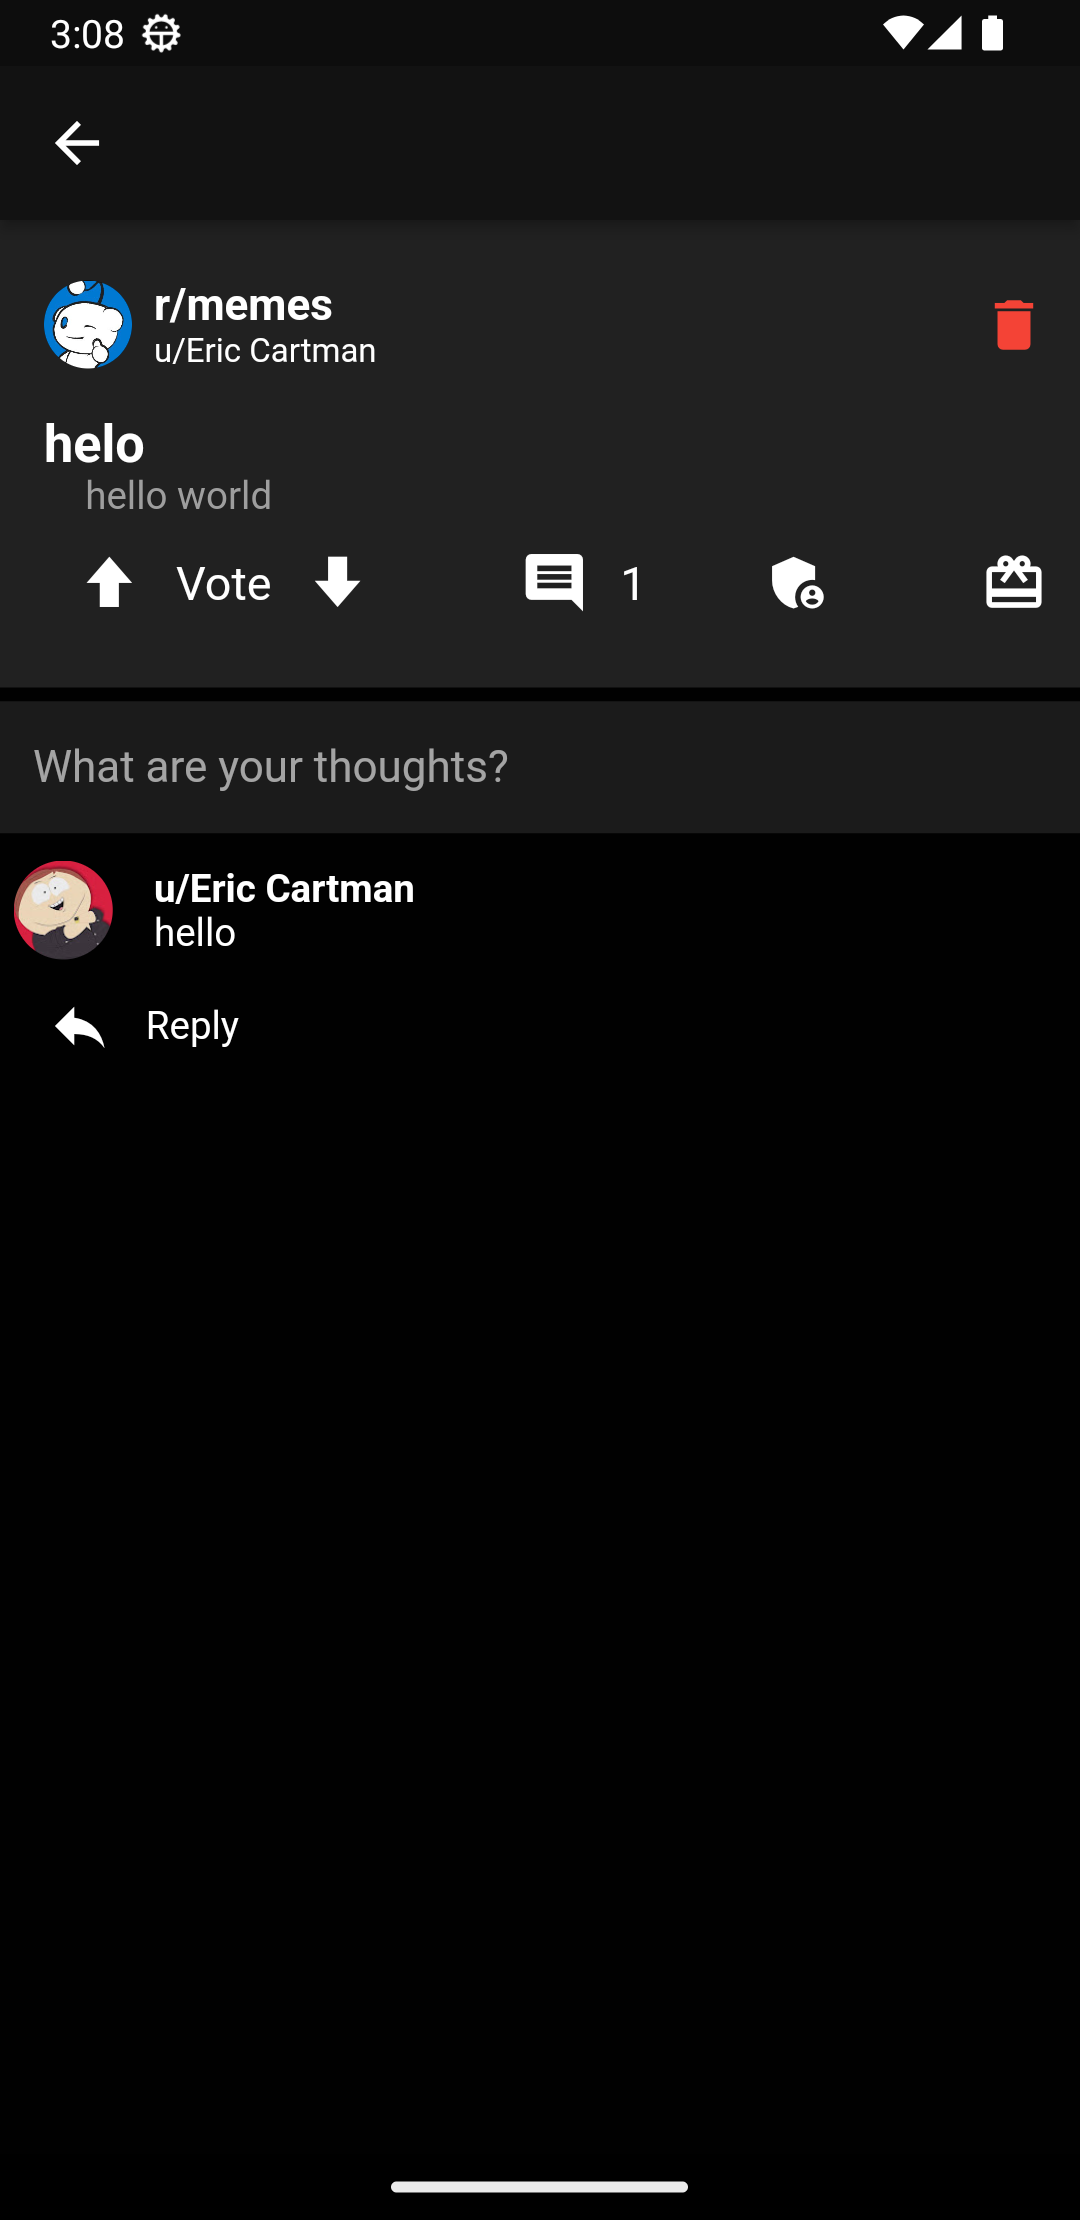 3:08
r/memes
u/Eric Cartman
helo
hello world
Vote
1
What are your thoughts?
u/Eric Cartman
hello
Reply